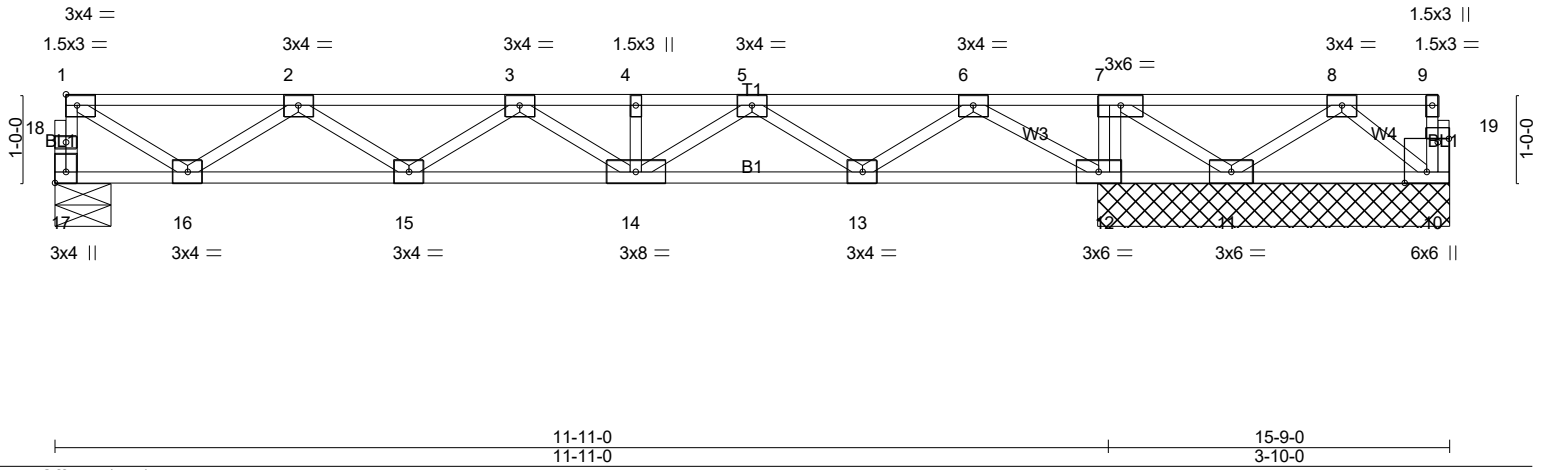 3x4 =
1.5x3 ||
1.5x3 =
3x4 =
3x4 =
1.5x3 ||
3x4 =
3x4 =
3x4 =
1.5x3 =
1
2
3
4
5
6
7
3x6 =
8
9
T1
18
BL1
1-0-0
W3
W4
BL1
19
1-0-0
B1
17
16
15
14
13
12
11
10
3x4 ||
3x4 =
3x4 =
3x8 =
3x4 =
3x6 =
3x6 =
6x6 ||
11-11-0
15-9-0
11-11-0
3-10-0